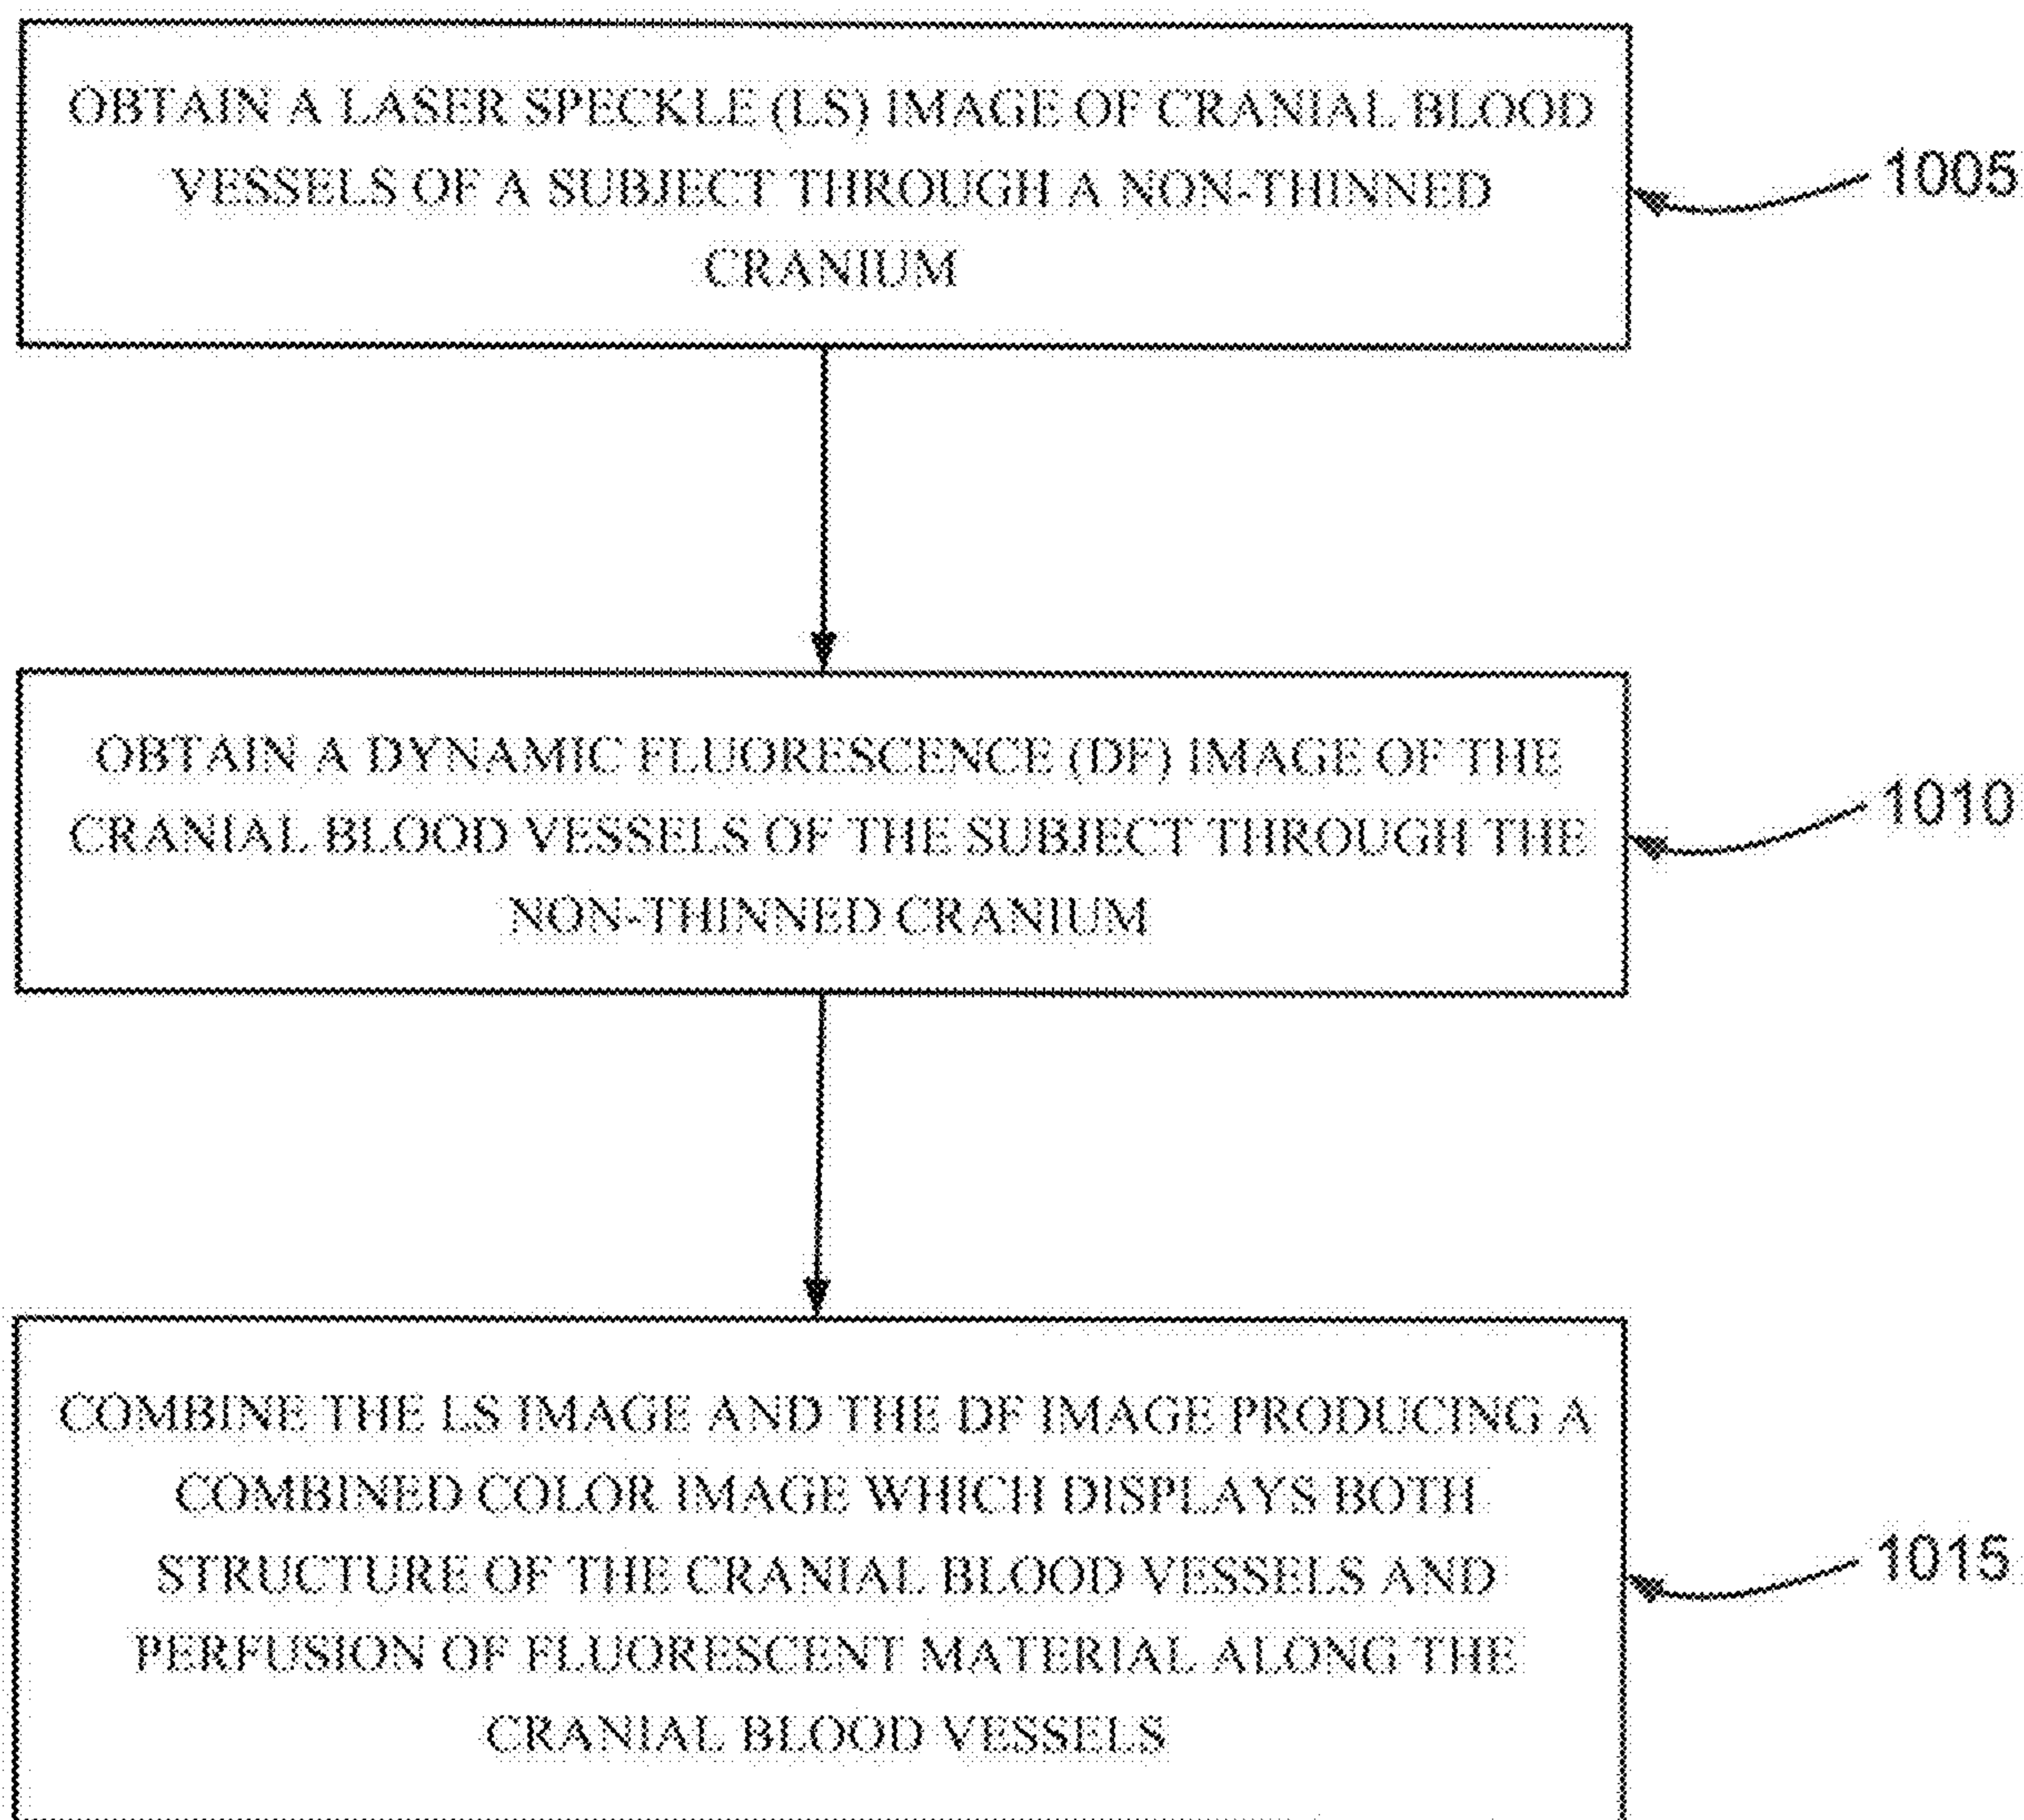 OBTAIN A LASER SPECKLE (LS) IMAGE OF CRANIAL BLOOD
VESSELS OF A SUBJECT THROUGH A NON-THINNED
CRANIUM
1005
OBTAIN A DYNAMIC FLUORESCENCE (DF) IMAGE OF THE
CRANIAL BLOOD VESSELS OF THE SUBJECT THROUGH THE
NON-THINNED CRANIUM
1010
COMBINE THE LS IMAGE AND THE DF IMAGE PRODUCING A
COMBINED COLOR IMAGE WHICH DISPLAYS BOTH
STRUCTURE OF THE CRANIAL BLOOD VESSELS AND
PERFUSION OF FLUORESCENT MATERIAL ALONG THE
CRANIAL BLOOD VESSELS
1015